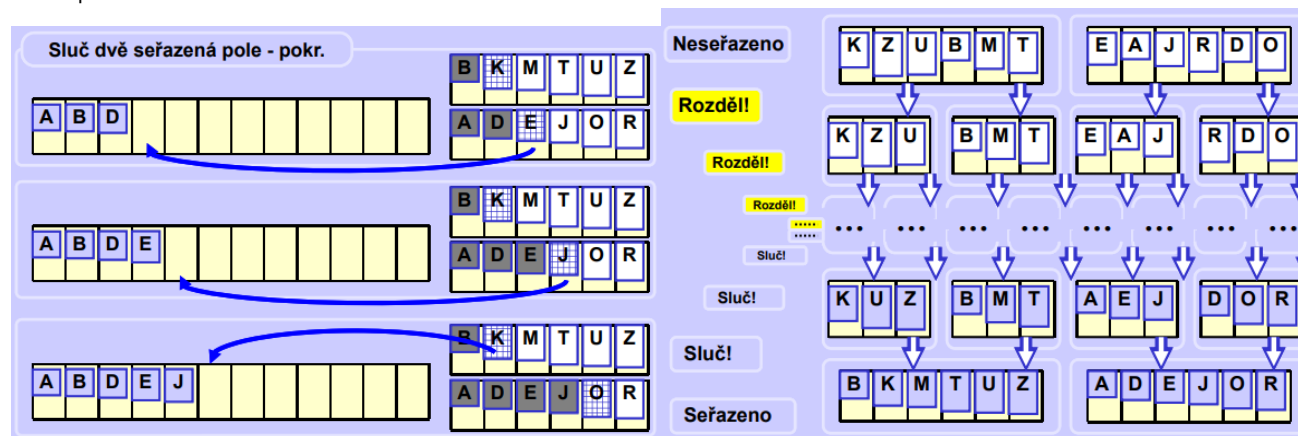 Sluč dvě seřazená pole - pokr.
B K M T U Z
A B D
A D E J O R
B K M T U Z
A B D E
A D E J O R
B K M T U Z
A B D E J
A D E J O R
Neseřazeno
K Z U B M T E A J R D O
Rozděl!
K Z U B M T E A J R D O
Rozděl!
Rozděl!
.....
.....
... ... ... ... ... ... ... ...
Sluč!
Sluč!
K U Z B M T A E J D O R
Sluč!
B K M T U Z A D E J O R
Seřazeno